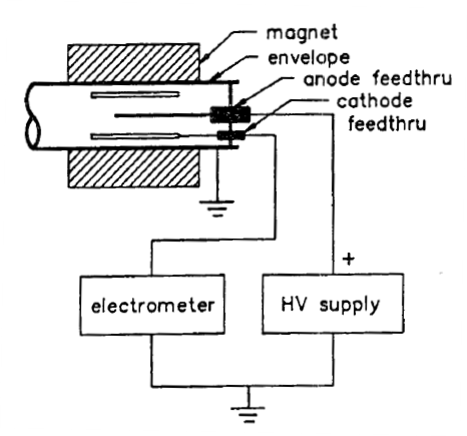 magnet
envelope
anode feedthru
cathode
feedthru
+
electrometer
HV supply